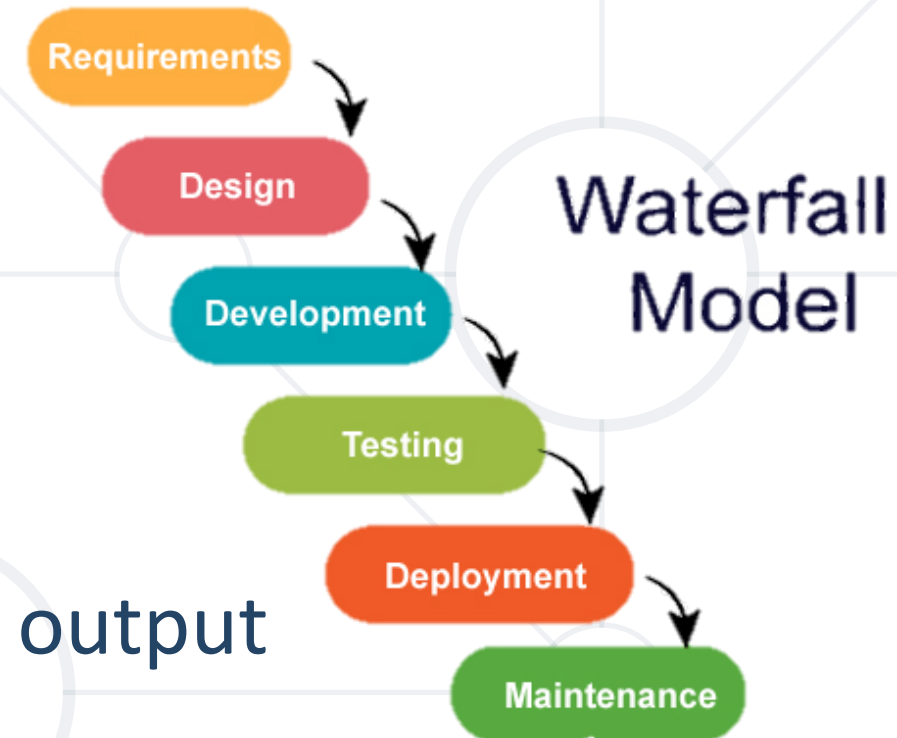 Requirements
Design
Waterfall
Model
Development
Testing
Deployment
output
Maintenance